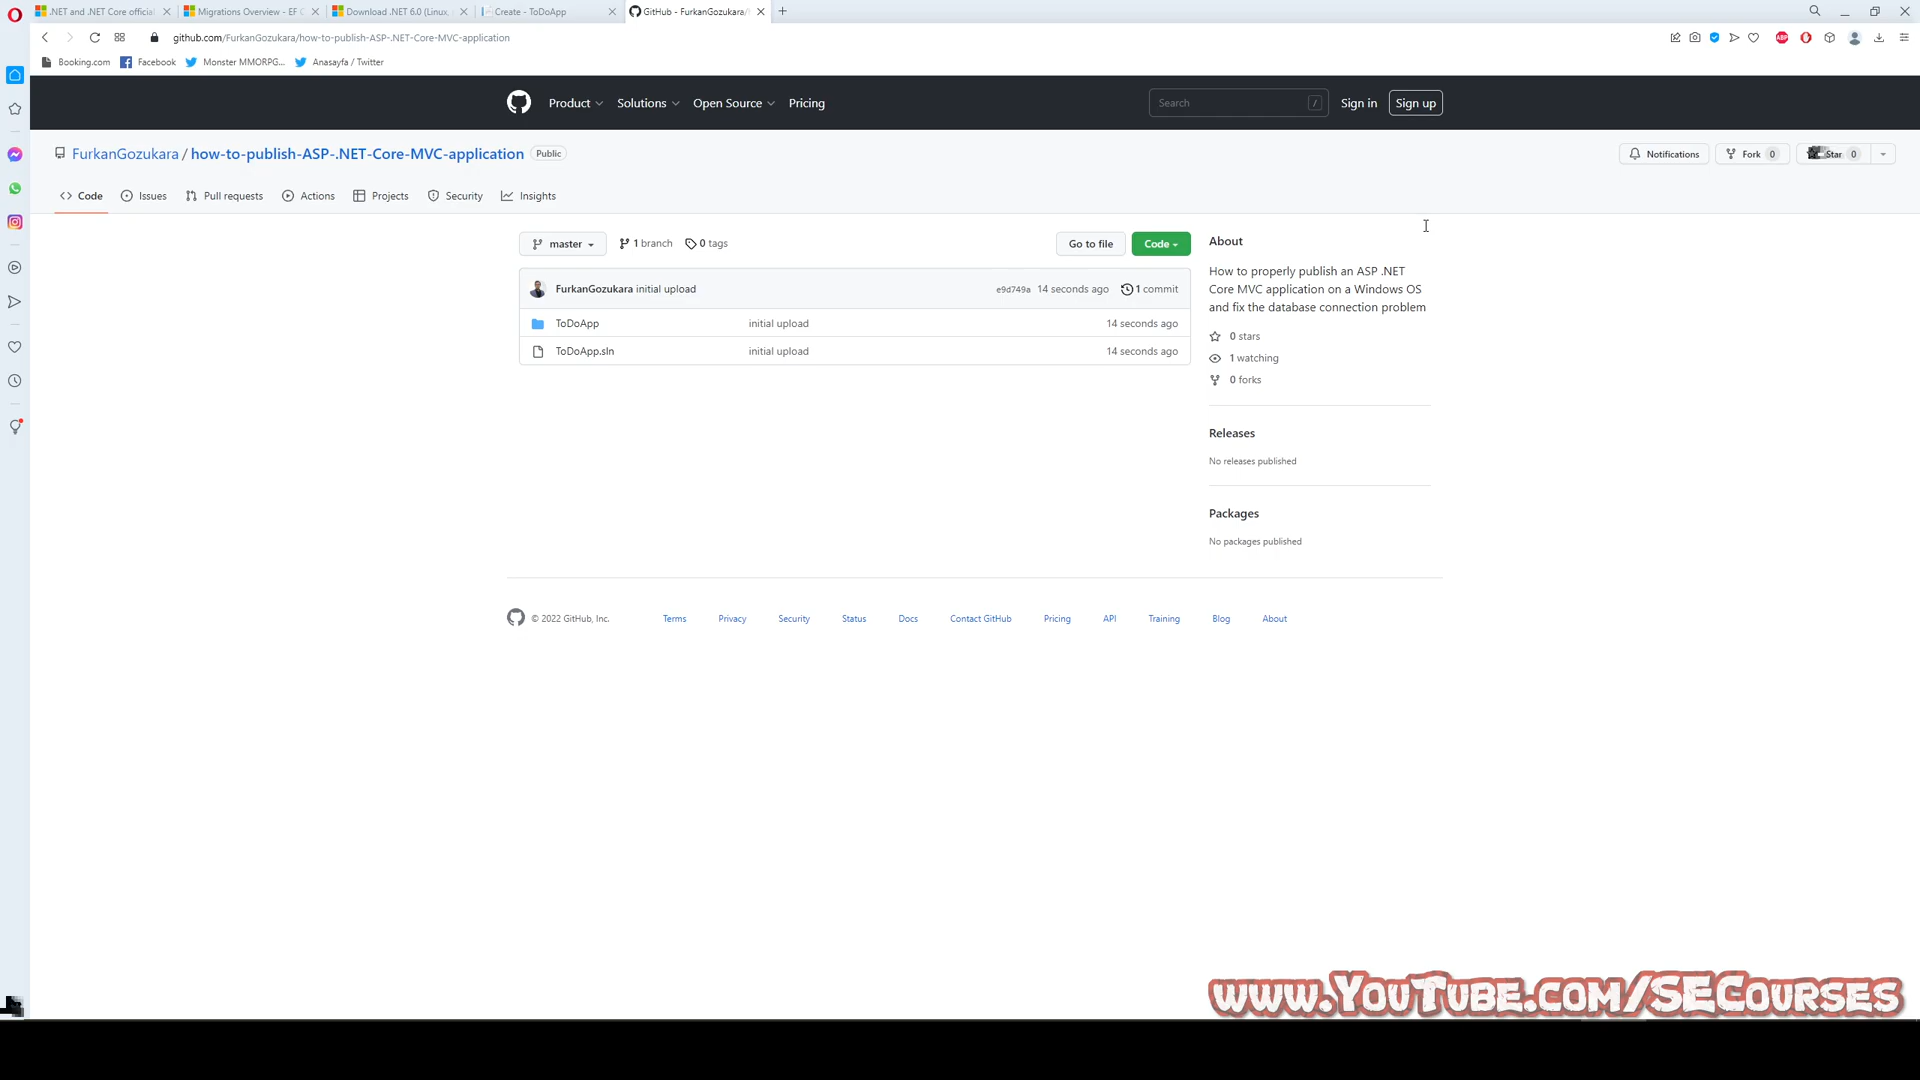 .NET and .NET Core official
Migrations Overview - EF C
Download .NET 6.0 (Linux,
Create - ToDoApp
GitHub - FurkanGozukara/
github.com/FurkanGozukara/how-to-publish-ASP-.NET-Core-MVC-application
ABP
Booking.com
Facebook
Monster MMORPG...
Anasayfa / Twitter
Product
Solutions
Open Source
Pricing
Search
/
Sign in
Sign up
FurkanGozukara / how-to-publish-ASP-.NET-Core-MVC-application
Public
Notifications
Fork 0
Star 0
Code
Issues
Pull requests
Actions
Projects
Security
Insights
master
1 branch
0 tags
Go to file
Code
FurkanGozukara initial upload
e9d749a 14 seconds ago
1 commit
ToDoApp
initial upload
14 seconds ago
ToDoApp.sln
initial upload
14 seconds ago
About
How to properly publish an ASP .NET
Core MVC application on a Windows OS
and fix the database connection problem
0 stars
1 watching
0 forks
Releases
No releases published
Packages
No packages published
© 2022 GitHub, Inc.
Terms
Privacy
Security
Status
Docs
Contact GitHub
Pricing
API
Training
Blog
About
www.YouTube.com/SECourses